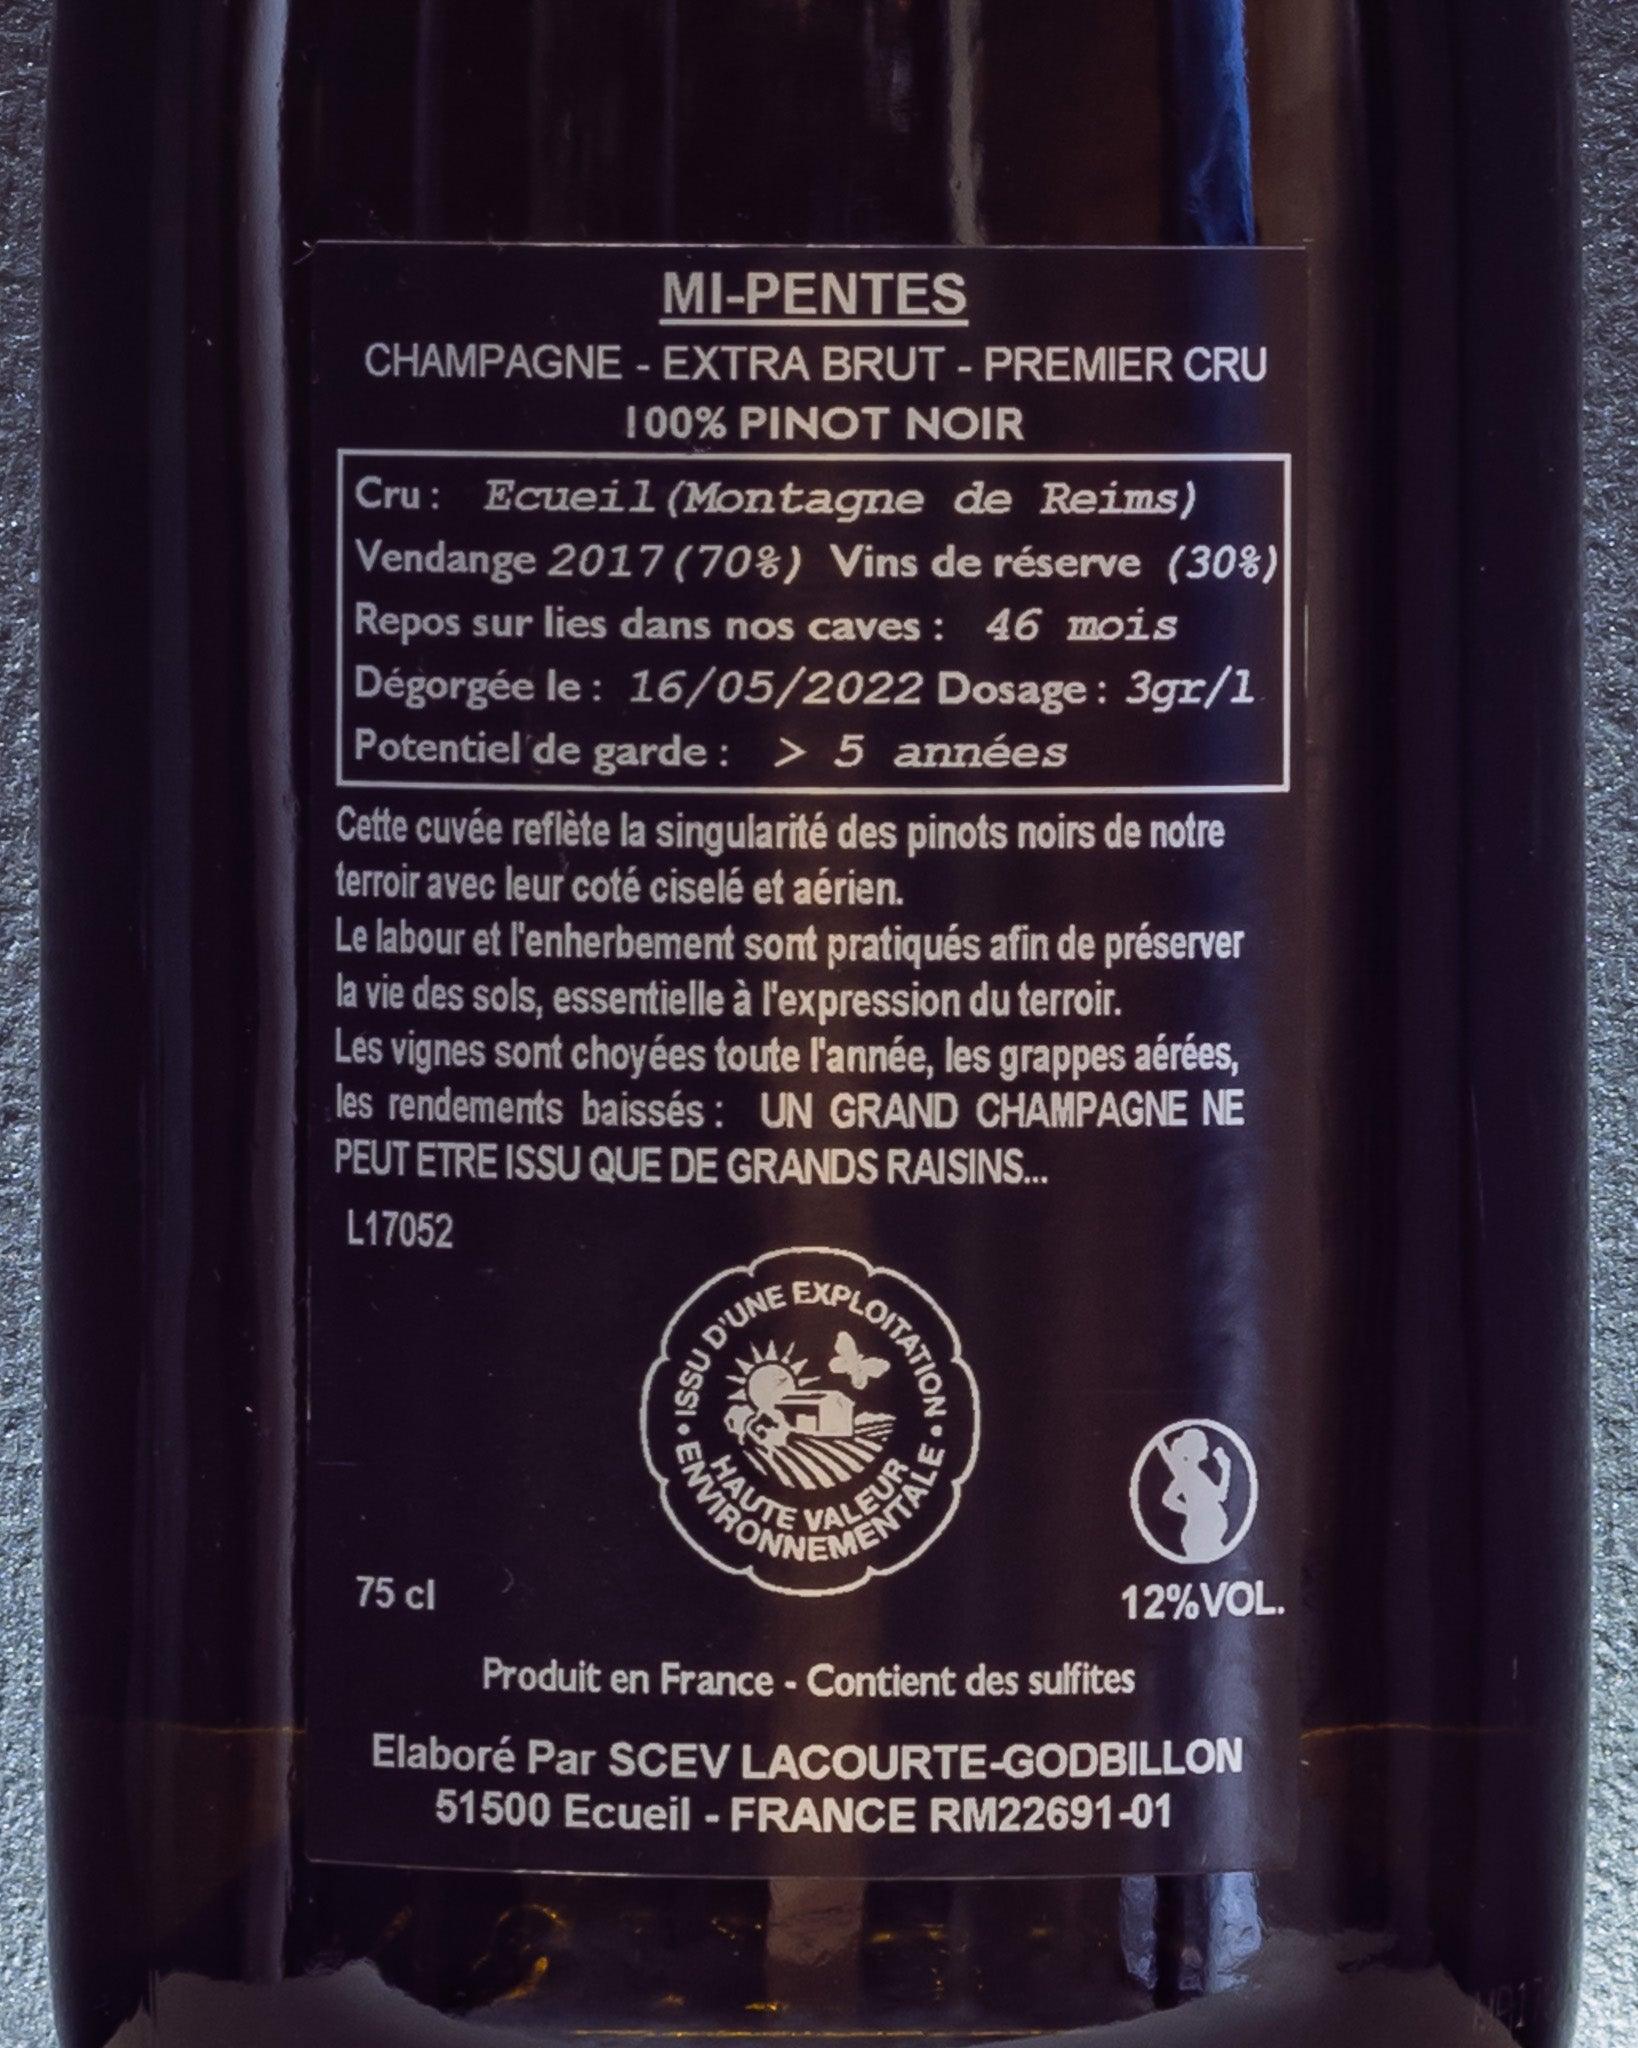 MI-PENTES
CHAMPAGNE - EXTRA BRUT - PREMIER CRU
100% PINOT NOIR
Cru : Ecueil (Montagne de Reims)
Vendange 2017 (70%) Vins de réserve (30%)
Repos sur lies dans nos caves : 46 mois
Dégorgée le : 16/05/2022 Dosage : 3gr/l
Potentiel de garde : > 5 années
Cette cuvée reflète la singularité des pinots noirs de notre
terroir avec leur coté ciselé et aérien.
Le labour et l'enherbement sont pratiqués afin de préserver
la vie des sols, essentielle à l'expression du terroir.
Les vignes sont choyées toute l'année, les grappes aérées,
les rendements baissés : UN GRAND CHAMPAGNE NE
PEUT ETRE ISSU QUE DE GRANDS RAISINS...
L17052
• ISSU D'UNE EXPLOITATION •
HAUTE VALEUR
ENVIRONNEMENTALE
75 cl
12%VOL.
Produit en France - Contient des sulfites
Elaboré Par SCEV LACOURTE-GODBILLON
51500 Ecueil - FRANCE RM22691-01